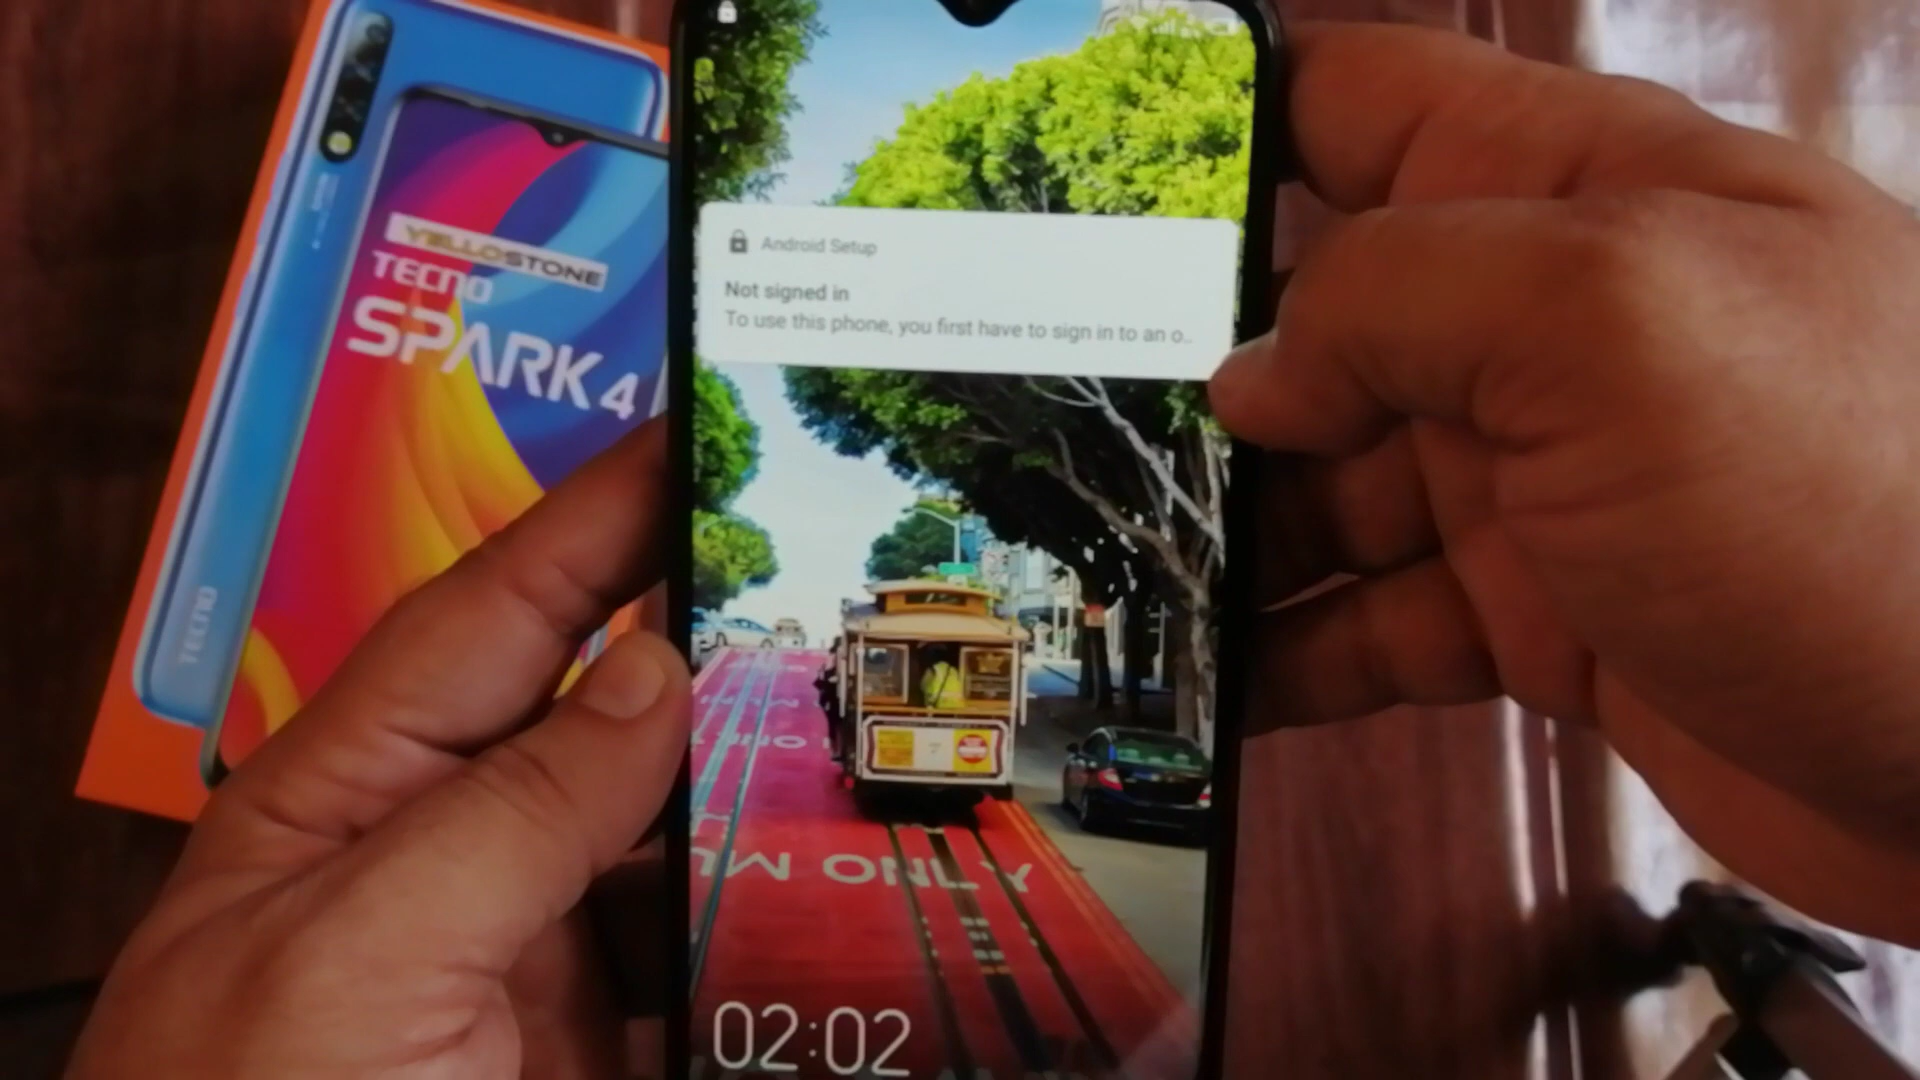 YELLOSTONE
TECNO
SPARK 4
TECNO
Android Setup
Not signed in
To use this phone, you first have to sign in to an o..
ONLY
02:02